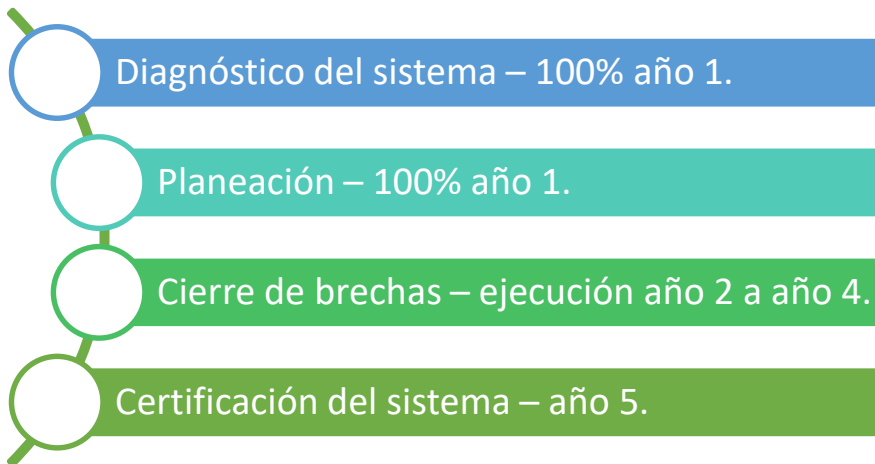 Diagnóstico del sistema – 100% año 1.
Planeación – 100% año 1.
Cierre de brechas – ejecución año 2 a año 4.
Certificación del sistema – año 5.